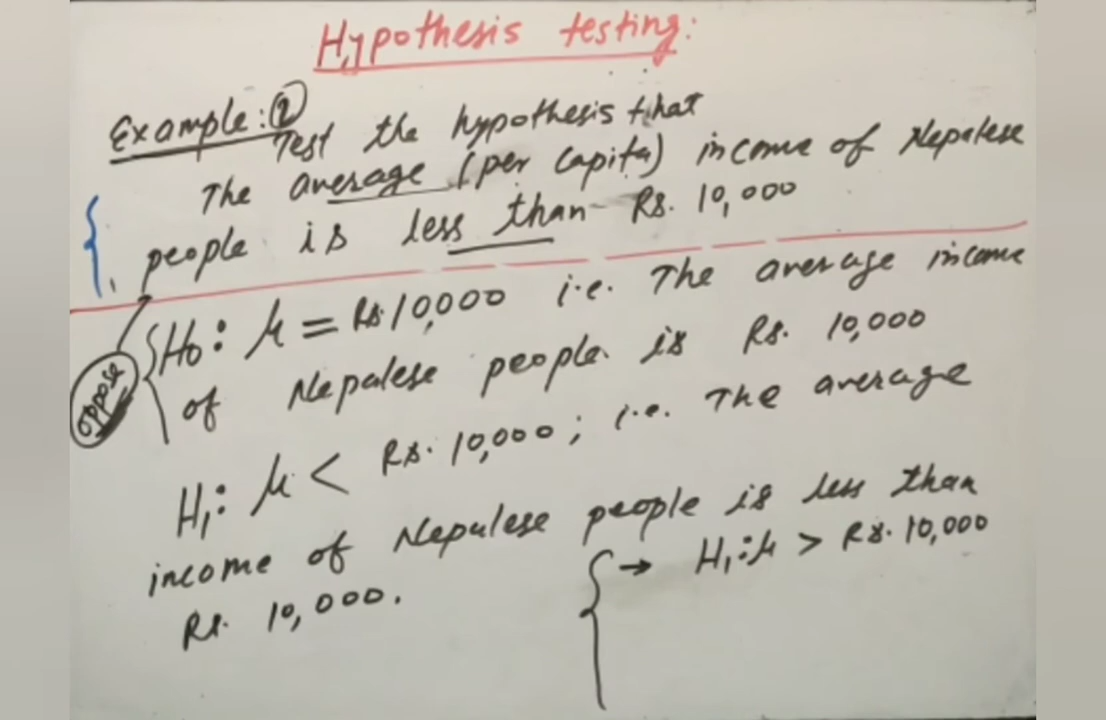 Hypothesis testing:
Example: 2
Test the hypothesis that
The average (per capita) income of Nepalese
people is less than Rs. 10,000
oppose
H₀: μ = Rs. 10,000 i.e. The average income
of Nepalese people is Rs. 10,000
H₁: μ < Rs. 10,000; i.e. The average
income of Nepalese people is less than
Rs. 10,000.
→ H₁: μ > Rs. 10,000